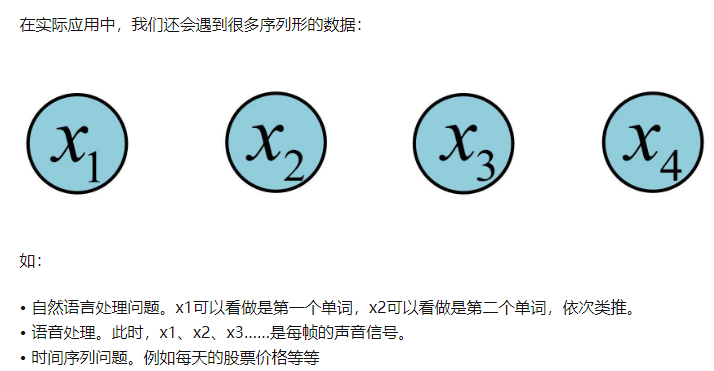 在实际应用中，我们还会遇到很多序列形的数据：
x1 x2 x3 x4
如：
• 自然语言处理问题。x1可以看做是第一个单词，x2可以看做是第二个单词，依次类推。
• 语音处理。此时，x1、x2、x3……是每帧的声音信号。
• 时间序列问题。例如每天的股票价格等等